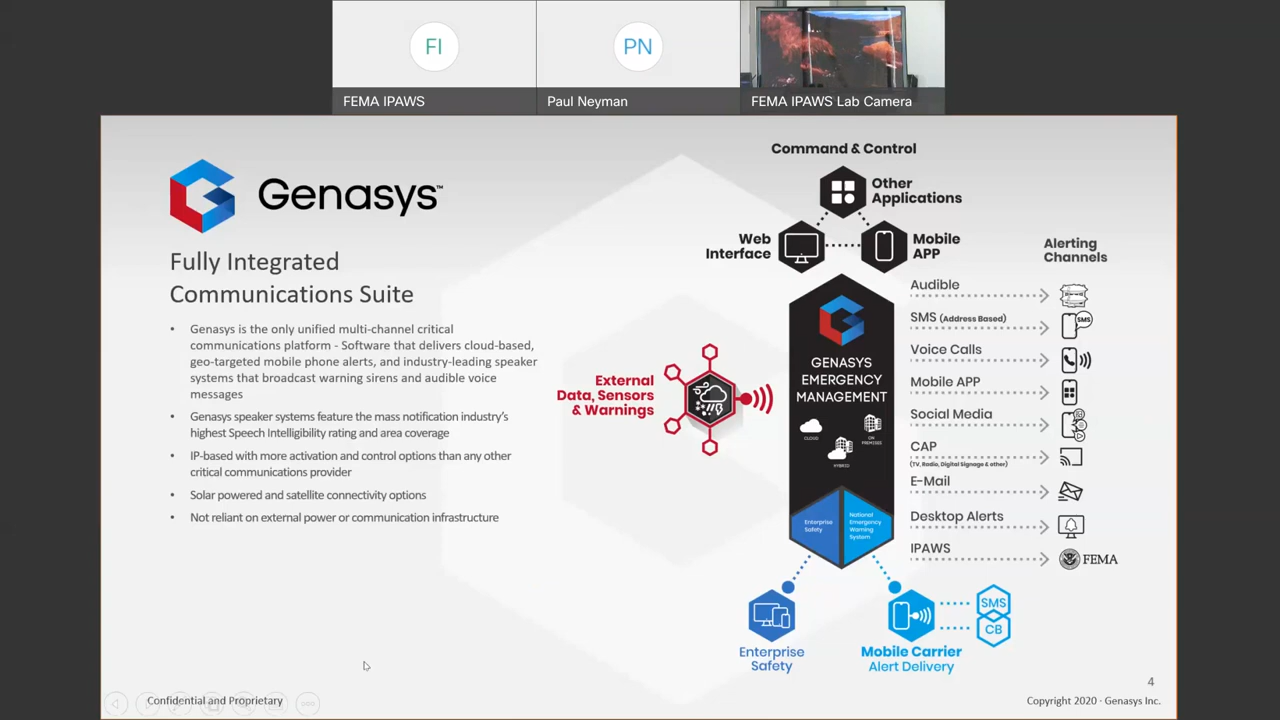 FI
PN
FEMA IPAWS
Paul Neyman
FEMA IPAWS Lab Camera
Genasys™
Fully Integrated
Communications Suite
• Genasys is the only unified multi-channel critical
communications platform - Software that delivers cloud-based,
geo-targeted mobile phone alerts, and industry-leading speaker
systems that broadcast warning sirens and audible voice
messages
• Genasys speaker systems feature the mass notification industry's
highest Speech Intelligibility rating and area coverage
• IP-based with more activation and control options than any other
critical communications provider
• Solar powered and satellite connectivity options
• Not reliant on external power or communication infrastructure
Command & Control
Other
Applications
Web
Interface
Mobile
APP
External
Data, Sensors
& Warnings
GENASYS
EMERGENCY
MANAGEMENT
CLOUD
ON
PREMISES
HYBRID
Enterprise
Safety
National
Emergency
Warning
System
Enterprise
Safety
Mobile Carrier
Alert Delivery
SMS
CB
Alerting
Channels
Audible
SMS (Address Based)
SMS
Voice Calls
Mobile APP
Social Media
CAP
(TV, Radio, Digital Signage & other)
E-Mail
Desktop Alerts
IPAWS
FEMA
4
Confidential and Proprietary
Copyright 2020 · Genasys Inc.